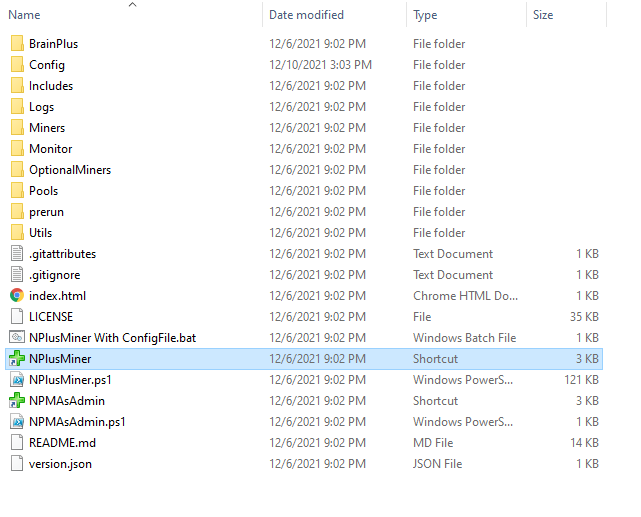 Name Date modified Type Size
BrainPlus 12/6/2021 9:02 PM File folder
Config 12/10/2021 3:03 PM File folder
Includes 12/6/2021 9:02 PM File folder
Logs 12/6/2021 9:02 PM File folder
Miners 12/6/2021 9:02 PM File folder
Monitor 12/6/2021 9:02 PM File folder
OptionalMiners 12/6/2021 9:02 PM File folder
Pools 12/6/2021 9:02 PM File folder
prerun 12/6/2021 9:02 PM File folder
Utils 12/6/2021 9:02 PM File folder
.gitattributes 12/6/2021 9:02 PM Text Document 1 KB
.gitignore 12/6/2021 9:02 PM Text Document 1 KB
index.html 12/6/2021 9:02 PM Chrome HTML Do... 1 KB
LICENSE 12/6/2021 9:02 PM File 35 KB
NPlusMiner With ConfigFile.bat 12/6/2021 9:02 PM Windows Batch File 1 KB
NPlusMiner 12/6/2021 9:02 PM Shortcut 3 KB
NPlusMiner.ps1 12/6/2021 9:02 PM Windows PowerS... 121 KB
NPMAsAdmin 12/6/2021 9:02 PM Shortcut 3 KB
NPMAsAdmin.ps1 12/6/2021 9:02 PM Windows PowerS... 1 KB
README.md 12/6/2021 9:02 PM MD File 14 KB
version.json 12/6/2021 9:02 PM JSON File 1 KB